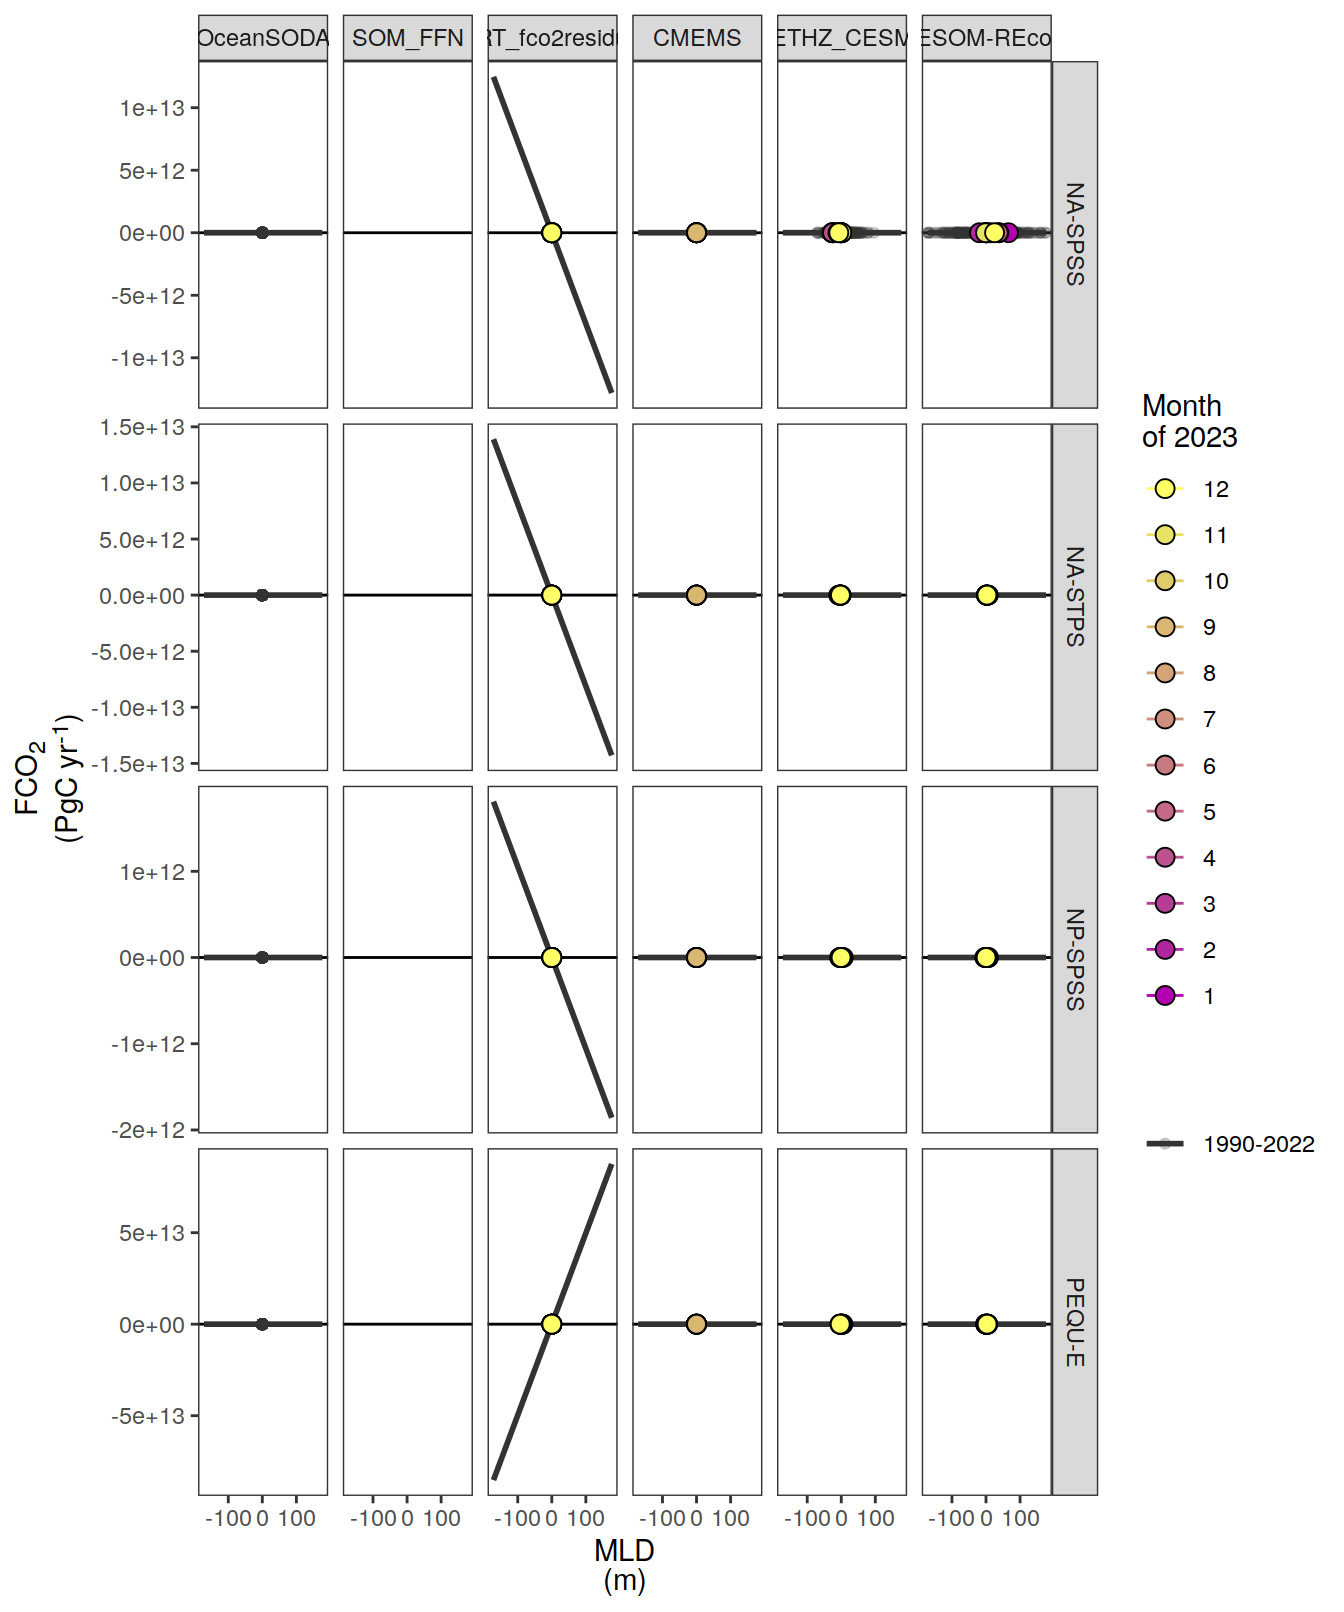 OceanSODA SOM_FFN RT_fco2resid CMEMS ETHZ_CESM ESOM-REco
1e+13
5e+12
0e+00
-5e+12
-1e+13
NA-SPSS
1.5e+13
1.0e+13
5.0e+12
0.0e+00
-5.0e+12
-1.0e+13
-1.5e+13
NA-STPS
1e+12
0e+00
-1e+12
-2e+12
NP-SPSS
5e+13
0e+00
-5e+13
PEQU-E
-100 0 100 -100 0 100 -100 0 100 -100 0 100 -100 0 100 -100 0 100
MLD
(m)
FCO₂
(PgC yr⁻¹)
Month
of 2023
12
11
10
9
8
7
6
5
4
3
2
1
1990-2022